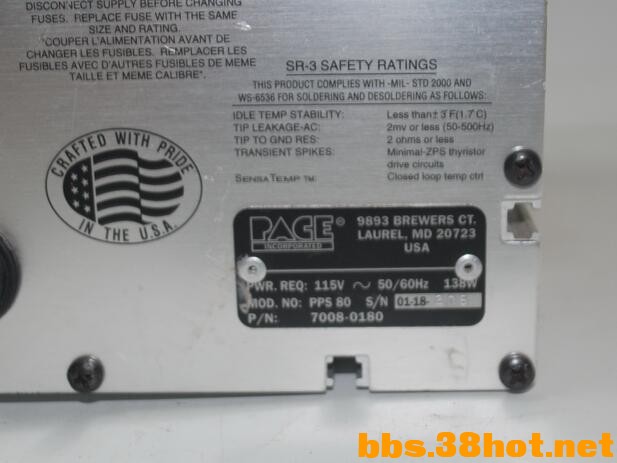 DISCONNECT SUPPLY BEFORE CHANGING
FUSES. REPLACE FUSE WITH THE SAME
SIZE AND RATING.
"COUPER L'ALIMENTATION AVANT DE
CHANGER LES FUSIBLES. REMPLACER LES
FUSIBLES AVEC D'AUTRES FUSIBLES DE MEME
TAILLE ET MEME CALIBRE".
SR-3 SAFETY RATINGS
THIS PRODUCT COMPLIES WITH -MIL- STD 2000 AND
WS-6536 FOR SOLDERING AND DESOLDERING AS FOLLOWS:
IDLE TEMP STABILITY: Less than ± 3°F(1.7°C)
TIP LEAKAGE-AC: 2mv or less (50-500Hz)
TIP TO GND RES: 2 ohms or less
TRANSIENT SPIKES: Minimal-ZPS thyristor
drive circuits
SENSATEMP TM: Closed loop temp ctrl
CRAFTED WITH PRIDE
IN THE U.S.A.
PACE®
INCORPORATED
9893 BREWERS CT.
LAUREL, MD 20723
USA
PWR. REQ: 115V ~ 50/60Hz 138W
MOD. NO: PPS 80 S/N 01-18-
P/N: 7008-0180
bbs.38hot.net